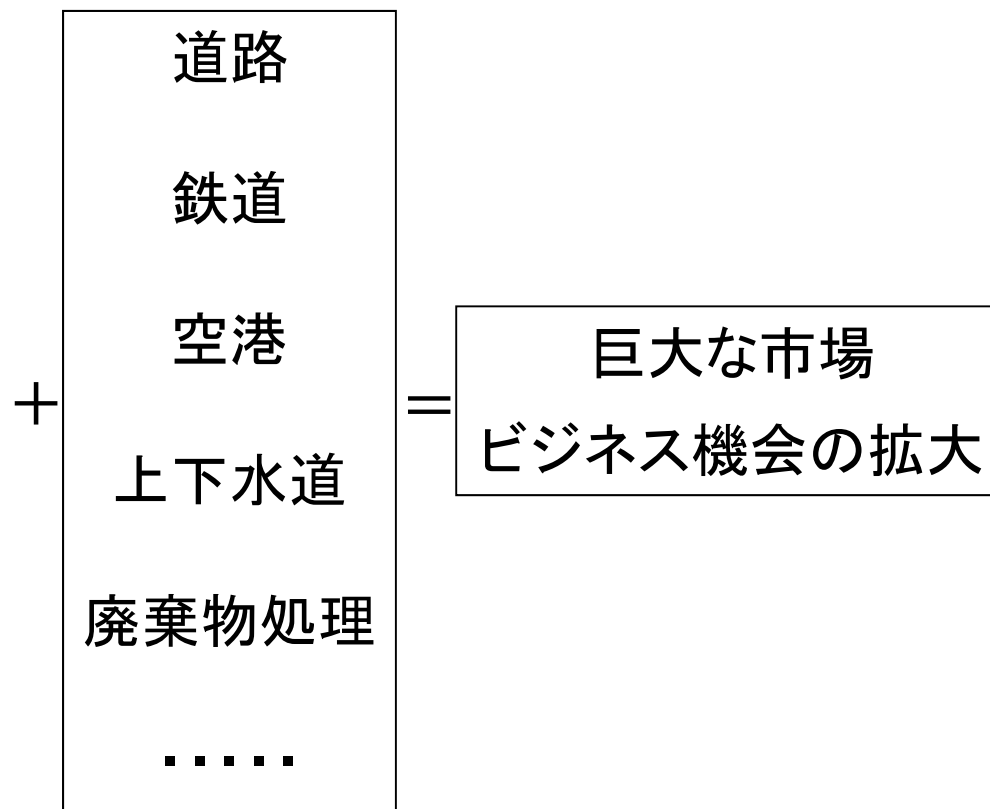 道路
鉄道
空港
上下水道
廃棄物処理
・・・・・
＋
＝
巨大な市場
ビジネス機会の拡大